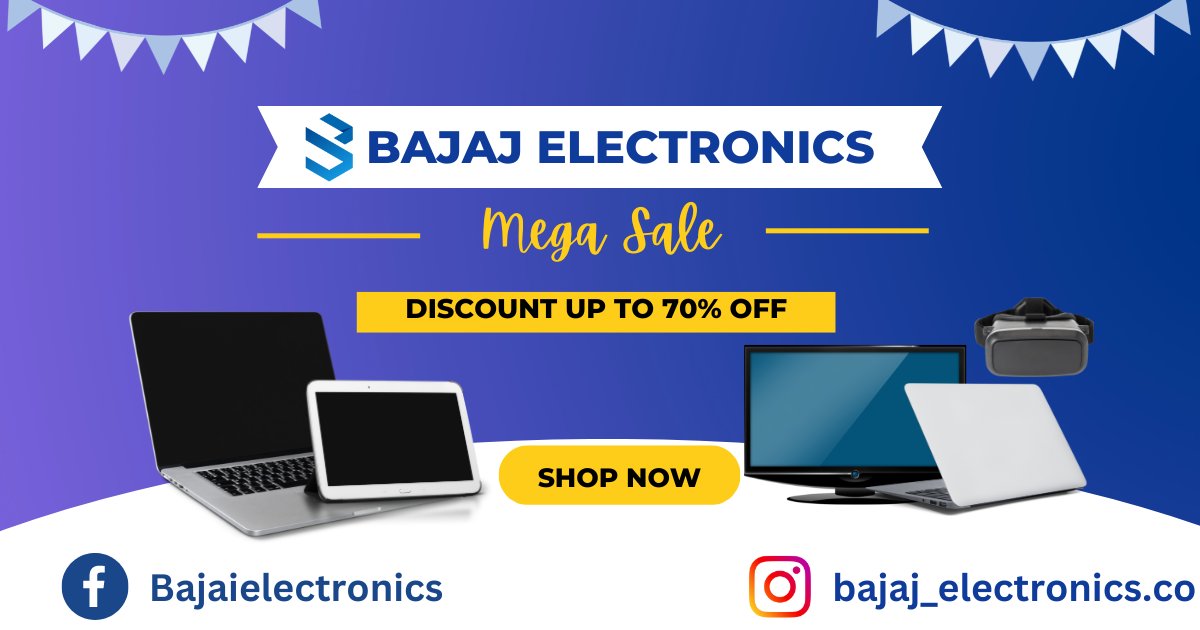 BAJAJ ELECTRONICS
Mega Sale
DISCOUNT UP TO 70% OFF
SHOP NOW
Bajaielectronics
bajaj_electronics.co